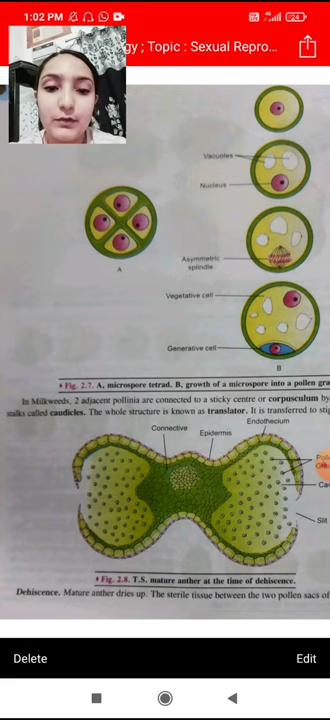 1:02 PM
4G
24
gy ; Topic : Sexual Repro...
Vacuoles
Nucleus
Asymmetric
spindle
A
Vegetative cell
Generative cell
B
Fig. 2.7. A, microspore tetrad. B, growth of a microspore into a pollen gra
In Milkweeds, 2 adjacent pollinia are connected to a sticky centre or corpusculum by
stalks called caudicles. The whole structure is known as translator. It is transferred to stig
Connective
Epidermis
Endothecium
Slit
Fig. 2.8. T.S. mature anther at the time of dehiscence.
Dehiscence. Mature anther dries up. The sterile tissue between the two pollen sacs of
Delete
Edit